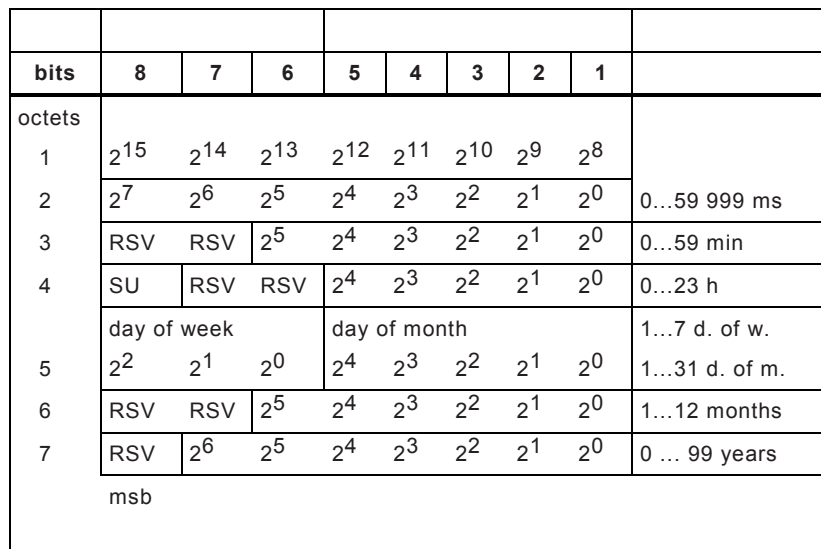 bits 8 7 6 5 4 3 2 1
octets
1 2^15 2^14 2^13 2^12 2^11 2^10 2^9 2^8
2 2^7 2^6 2^5 2^4 2^3 2^2 2^1 2^0 0...59 999 ms
3 RSV RSV 2^5 2^4 2^3 2^2 2^1 2^0 0...59 min
4 SU RSV RSV 2^4 2^3 2^2 2^1 2^0 0...23 h
day of week day of month 1...7 d. of w.
5 2^2 2^1 2^0 2^4 2^3 2^2 2^1 2^0 1...31 d. of m.
6 RSV RSV 2^5 2^4 2^3 2^2 2^1 2^0 1...12 months
7 RSV 2^6 2^5 2^4 2^3 2^2 2^1 2^0 0 ... 99 years
msb